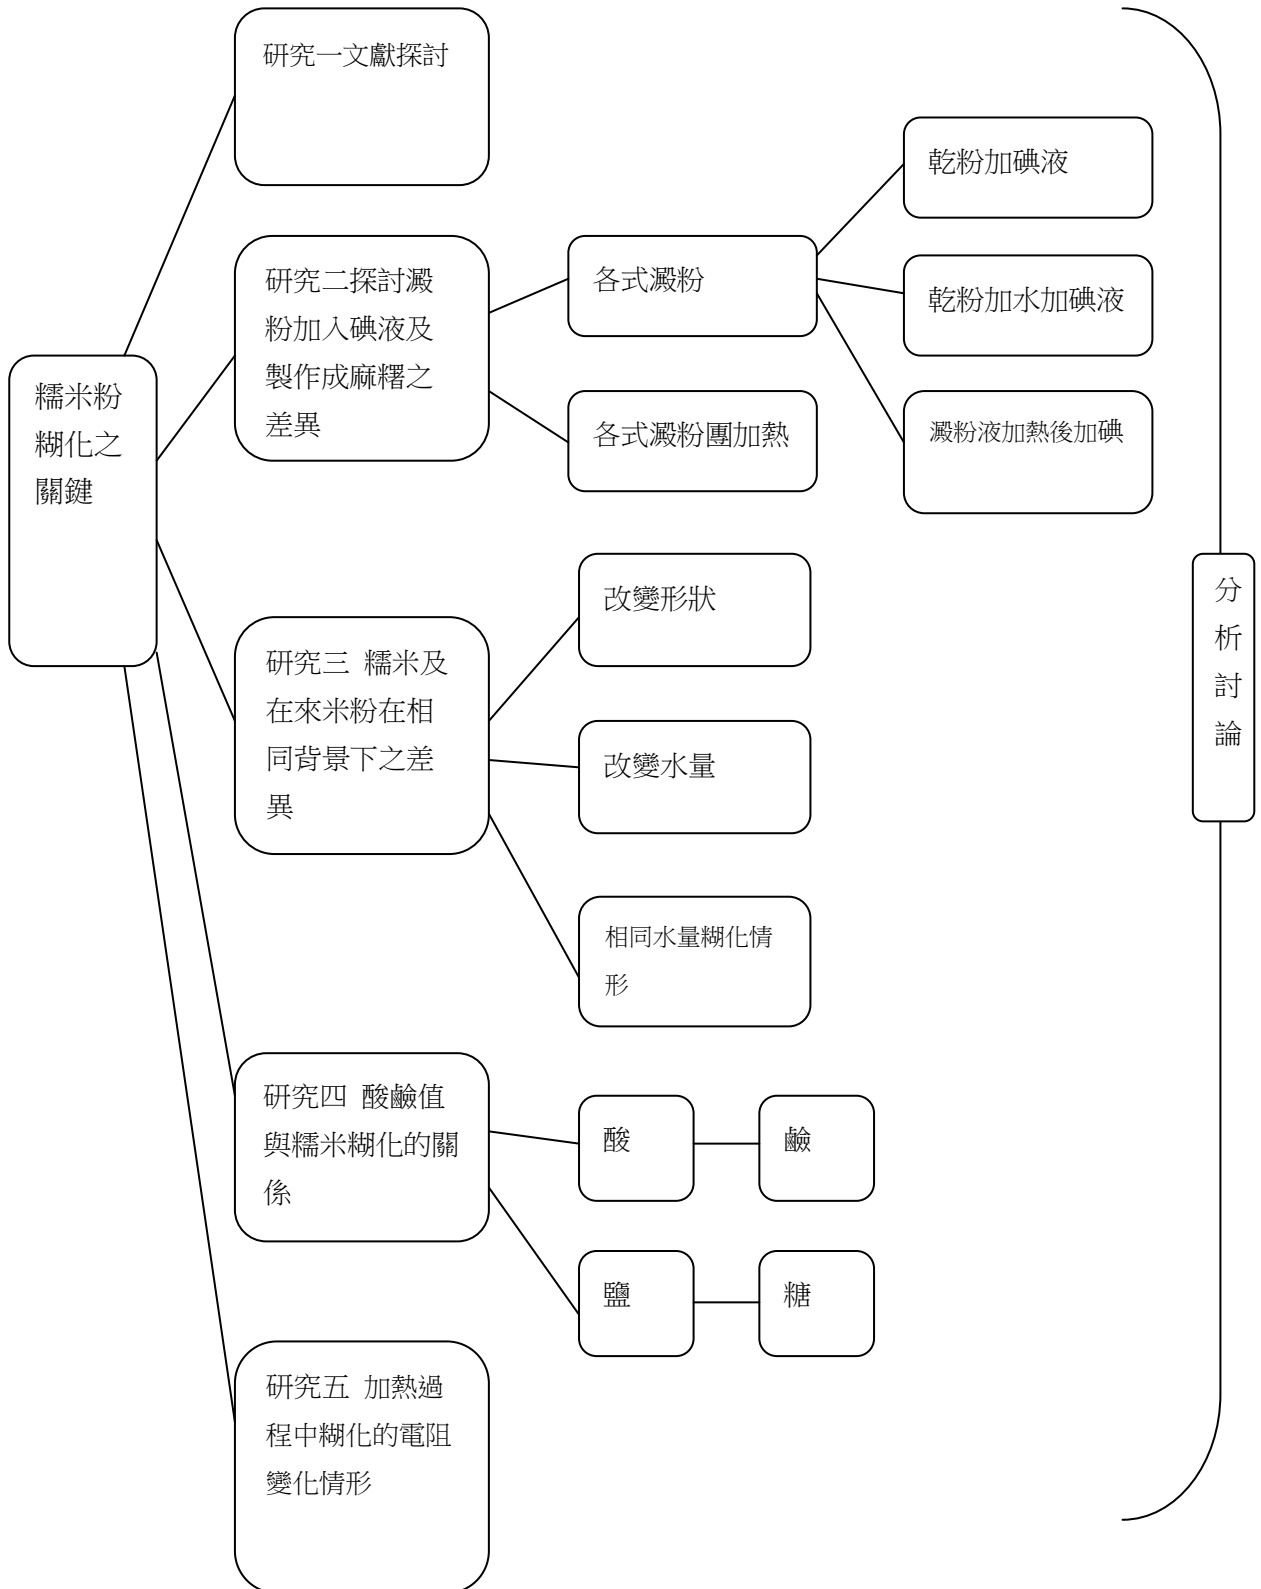 糯米粉
糊化之
關鍵
研究一文獻探討
研究二探討澱
粉加入碘液及
製作成麻糬之
差異
各式澱粉
乾粉加碘液
乾粉加水加碘液
澱粉液加熱後加碘
各式澱粉團加熱
研究三 糯米及
在來米粉在相
同背景下之差
異
改變形狀
改變水量
相同水量糊化情
形
研究四 酸鹼值
與糯米糊化的關
係
酸
鹼
鹽
糖
研究五 加熱過
程中糊化的電阻
變化情形
分
析
討
論